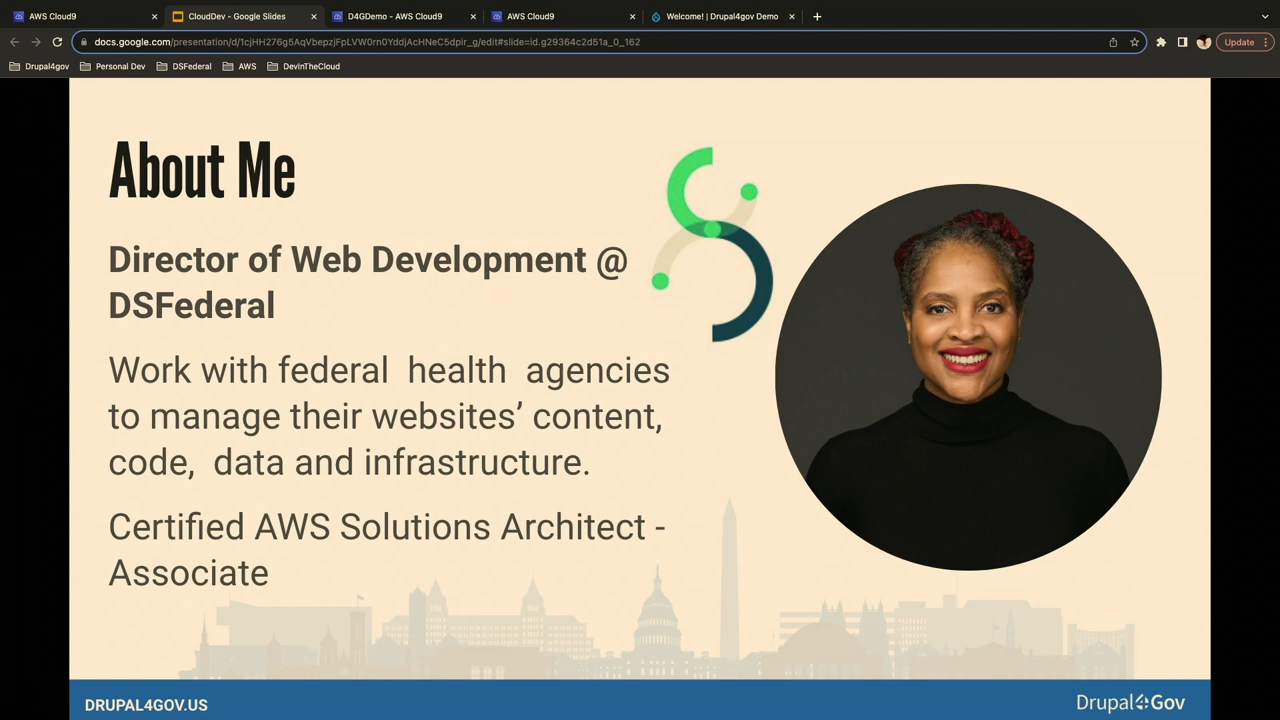 AWS Cloud9
CloudDev - Google Slides
D4GDemo - AWS Cloud9
AWS Cloud9
Welcome! | Drupal4gov Demo
docs.google.com/presentation/d/1cjHH276g5AqVbepzjFpLVW0rn0YddjAcHNeC5dpir_g/edit#slide=id.g29364c2d51a_0_162
Update
Drupal4gov
Personal Dev
DSFederal
AWS
DevInTheCloud
About Me
Director of Web Development @
DSFederal
Work with federal health agencies
to manage their websites’ content,
code, data and infrastructure.
Certified AWS Solutions Architect -
Associate
DRUPAL4GOV.US
Drupal4Gov